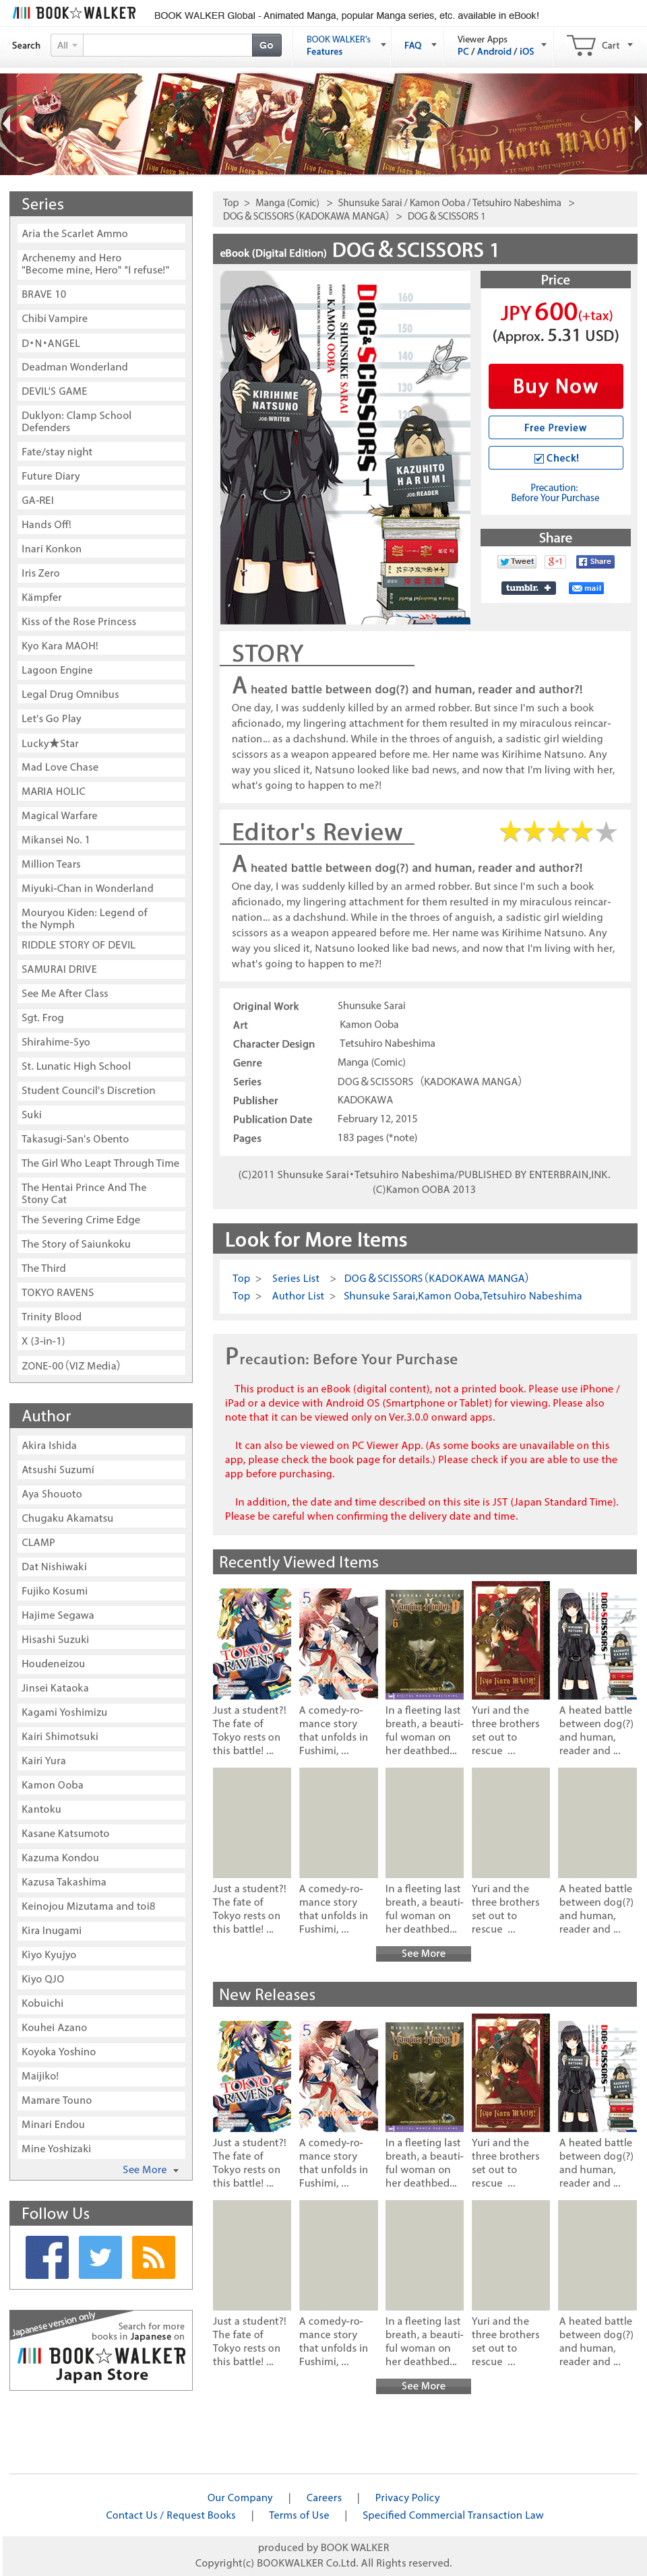 BOOK☆WALKER
BOOK WALKER Global - Animated Manga, popular Manga series, etc. available in eBook!
Search
All
Go
BOOK WALKER's
Features
FAQ
Viewer Apps
PC / Android / iOS
Cart
Kyo Kara MAOH!
Series
Aria the Scarlet Ammo
Archenemy and Hero
"Become mine, Hero" "I refuse!"
BRAVE 10
Chibi Vampire
D・N・ANGEL
Deadman Wonderland
DEVIL'S GAME
Duklyon: Clamp School
Defenders
Fate/stay night
Future Diary
GA-REI
Hands Off!
Inari Konkon
Iris Zero
Kämpfer
Kiss of the Rose Princess
Kyo Kara MAOH!
Lagoon Engine
Legal Drug Omnibus
Let's Go Play
Lucky★Star
Mad Love Chase
MARIA HOLIC
Magical Warfare
Mikansei No. 1
Million Tears
Miyuki-Chan in Wonderland
Mouryou Kiden: Legend of
the Nymph
RIDDLE STORY OF DEVIL
SAMURAI DRIVE
See Me After Class
Sgt. Frog
Shirahime-Syo
St. Lunatic High School
Student Council's Discretion
Suki
Takasugi-San's Obento
The Girl Who Leapt Through Time
The Hentai Prince And The
Stony Cat
The Severing Crime Edge
The Story of Saiunkoku
The Third
TOKYO RAVENS
Trinity Blood
X (3-in-1)
ZONE-00（VIZ Media）
Author
Akira Ishida
Atsushi Suzumi
Aya Shouoto
Chugaku Akamatsu
CLAMP
Dat Nishiwaki
Fujiko Kosumi
Hajime Segawa
Hisashi Suzuki
Houdeneizou
Jinsei Kataoka
Kagami Yoshimizu
Kairi Shimotsuki
Kairi Yura
Kamon Ooba
Kantoku
Kasane Katsumoto
Kazuma Kondou
Kazusa Takashima
Keinojou Mizutama and toi8
Kira Inugami
Kiyo Kyujyo
Kiyo QJO
Kobuichi
Kouhei Azano
Koyoka Yoshino
Maijiko!
Mamare Touno
Minari Endou
Mine Yoshizaki
See More
Follow Us
Japanese version only
Search for more
books in Japanese on
BOOK☆WALKER
Japan Store
Top > Manga (Comic) > Shunsuke Sarai / Kamon Ooba / Tetsuhiro Nabeshima >
DOG＆SCISSORS（KADOKAWA MANGA） > DOG＆SCISSORS 1
eBook (Digital Edition) DOG＆SCISSORS 1
160
150
140
130
DOG&SCISSORS 1
SHUNSUKE SARAI
KAMON OOBA
KIRIHIME
NATSUNO
JOB:WRITER
KAZUHITO
HARUMI
JOB:READER
Price
JPY 600(+tax)
(Approx. 5.31 USD)
Buy Now
Free Preview
Check!
Precaution:
Before Your Purchase
Share
Tweet
g+1
Share
tumblr. +
mail
STORY
A heated battle between dog(?) and human, reader and author?!
One day, I was suddenly killed by an armed robber. But since I'm such a book
aficionado, my lingering attachment for them resulted in my miraculous reincar-
nation... as a dachshund. While in the throes of anguish, a sadistic girl wielding
scissors as a weapon appeared before me. Her name was Kirihime Natsuno. Any
way you sliced it, Natsuno looked like bad news, and now that I'm living with her,
what's going to happen to me?!
Editor's Review
A heated battle between dog(?) and human, reader and author?!
One day, I was suddenly killed by an armed robber. But since I'm such a book
aficionado, my lingering attachment for them resulted in my miraculous reincar-
nation... as a dachshund. While in the throes of anguish, a sadistic girl wielding
scissors as a weapon appeared before me. Her name was Kirihime Natsuno. Any
way you sliced it, Natsuno looked like bad news, and now that I'm living with her,
what's going to happen to me?!
Original Work Shunsuke Sarai
Art Kamon Ooba
Character Design Tetsuhiro Nabeshima
Genre Manga (Comic)
Series DOG＆SCISSORS （KADOKAWA MANGA）
Publisher KADOKAWA
Publication Date February 12, 2015
Pages 183 pages (*note)
(C)2011 Shunsuke Sarai・Tetsuhiro Nabeshima/PUBLISHED BY ENTERBRAIN,INK.
(C)Kamon OOBA 2013
Look for More Items
Top > Series List > DOG＆SCISSORS（KADOKAWA MANGA）
Top > Author List > Shunsuke Sarai,Kamon Ooba,Tetsuhiro Nabeshima
Precaution: Before Your Purchase
This product is an eBook (digital content), not a printed book. Please use iPhone /
iPad or a device with Android OS (Smartphone or Tablet) for viewing. Please also
note that it can be viewed only on Ver.3.0.0 onward apps.
It can also be viewed on PC Viewer App. (As some books are unavailable on this
app, please check the book page for details.) Please check if you are able to use the
app before purchasing.
In addition, the date and time described on this site is JST (Japan Standard Time).
Please be careful when confirming the delivery date and time.
Recently Viewed Items
Just a student?!
The fate of
Tokyo rests on
this battle! ...
A comedy-ro-
mance story
that unfolds in
Fushimi, ...
In a fleeting last
breath, a beauti-
ful woman on
her deathbed...
Yuri and the
three brothers
set out to
rescue ...
A heated battle
between dog(?)
and human,
reader and ...
Just a student?!
The fate of
Tokyo rests on
this battle! ...
A comedy-ro-
mance story
that unfolds in
Fushimi, ...
In a fleeting last
breath, a beauti-
ful woman on
her deathbed...
Yuri and the
three brothers
set out to
rescue ...
A heated battle
between dog(?)
and human,
reader and ...
See More
New Releases
Just a student?!
The fate of
Tokyo rests on
this battle! ...
A comedy-ro-
mance story
that unfolds in
Fushimi, ...
In a fleeting last
breath, a beauti-
ful woman on
her deathbed...
Yuri and the
three brothers
set out to
rescue ...
A heated battle
between dog(?)
and human,
reader and ...
Just a student?!
The fate of
Tokyo rests on
this battle! ...
A comedy-ro-
mance story
that unfolds in
Fushimi, ...
In a fleeting last
breath, a beauti-
ful woman on
her deathbed...
Yuri and the
three brothers
set out to
rescue ...
A heated battle
between dog(?)
and human,
reader and ...
See More
Our Company | Careers | Privacy Policy
Contact Us / Request Books | Terms of Use | Specified Commercial Transaction Law
produced by BOOK WALKER
Copyright(c) BOOKWALKER Co.Ltd. All Rights reserved.